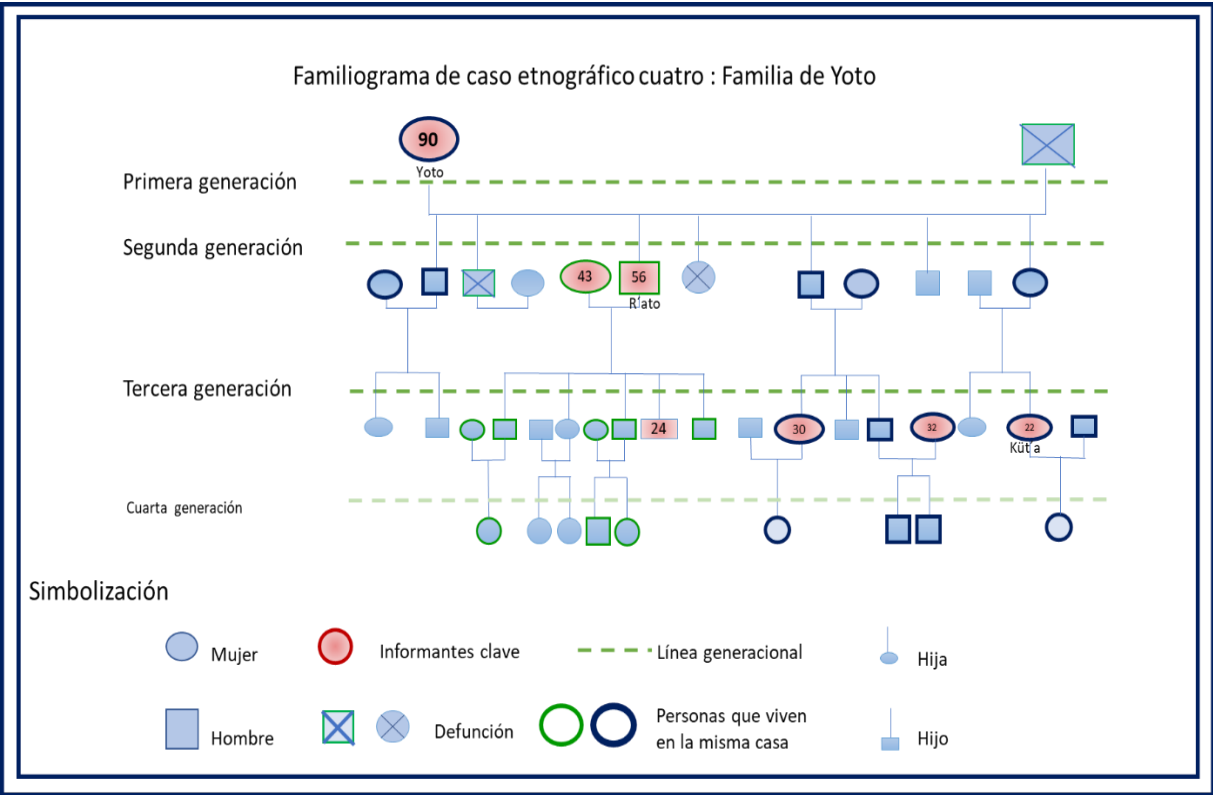 Familiograma de caso etnográfico cuatro : Familia de Yoto
90
Yoto
Primera generación
Segunda generación
43
56
R'ato
Tercera generación
24
30
32
22
Küt'a
Cuarta generación
Simbolización
Mujer
Informantes clave
Línea generacional
Hija
Hombre
Defunción
Personas que viven
en la misma casa
Hijo